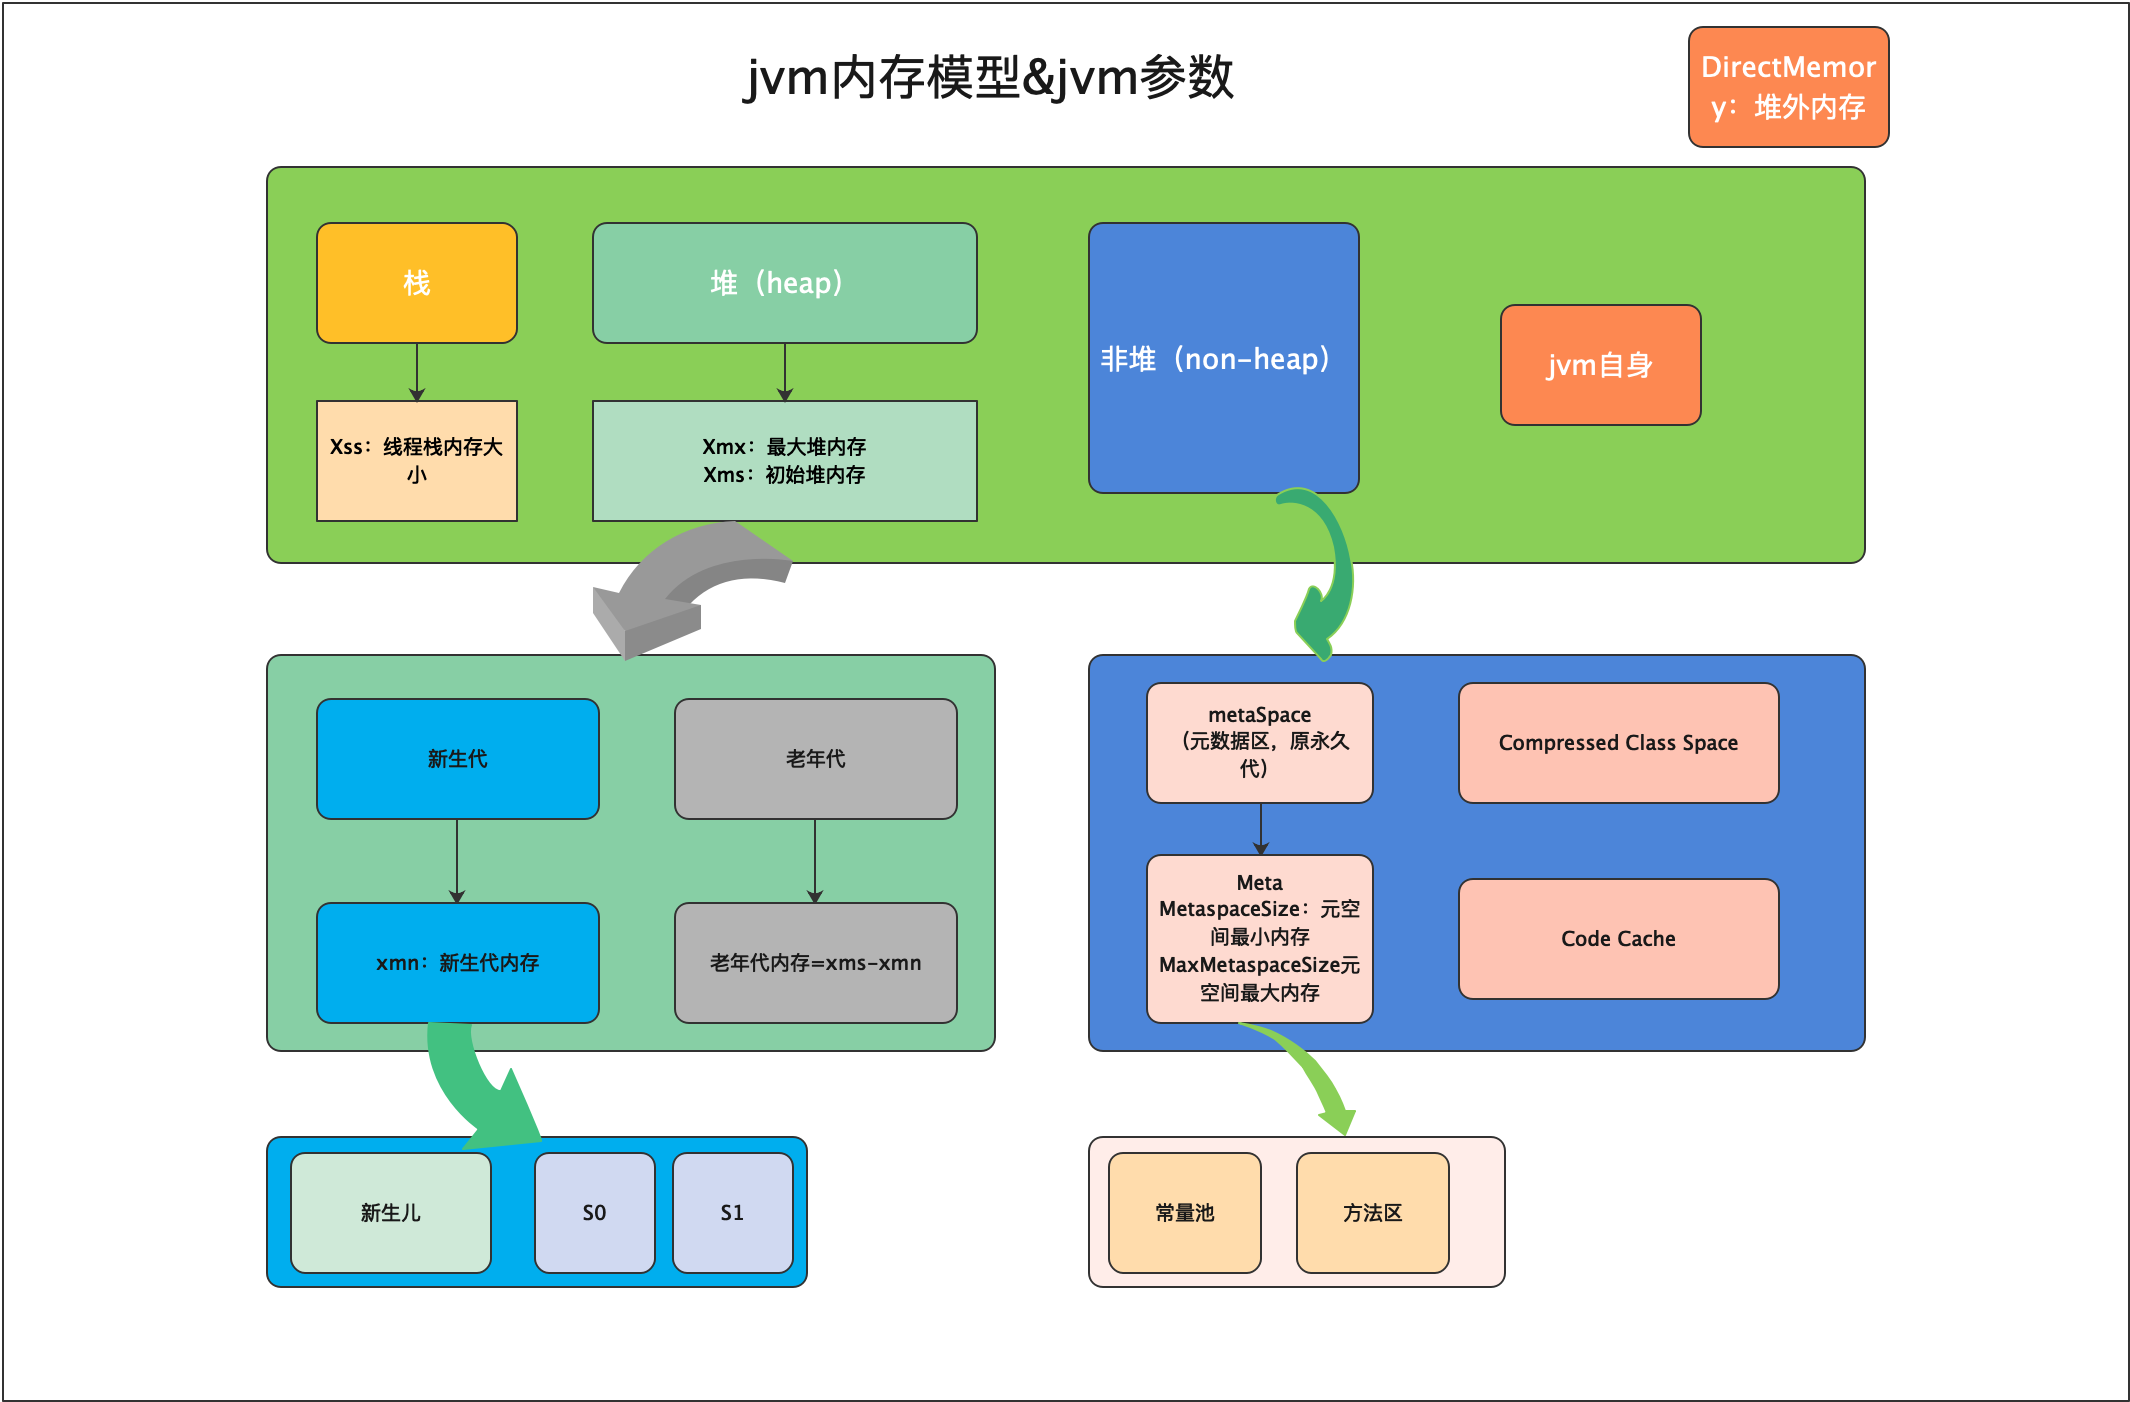 jvm内存模型&jvm参数
DirectMemor
y：堆外内存
栈
堆（heap）
非堆（non-heap）
jvm自身
Xss：线程栈内存大
小
Xmx：最大堆内存
Xms：初始堆内存
新生代
老年代
metaSpace
（元数据区，原永久
代）
Compressed Class Space
xmn：新生代内存
老年代内存=xms-xmn
Meta
MetaspaceSize：元空
间最小内存
MaxMetaspaceSize元
空间最大内存
Code Cache
新生儿
S0
S1
常量池
方法区